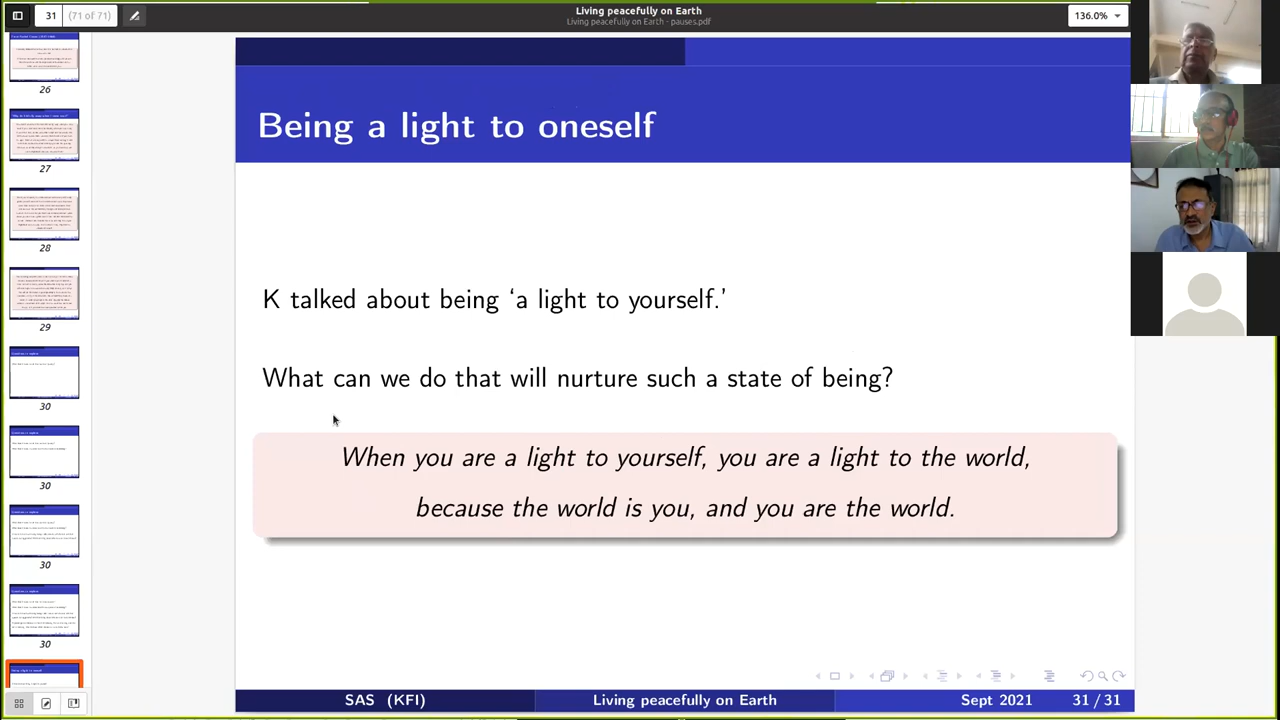 31 (71 of 71)
Living peacefully on Earth
Living peacefully on Earth - pauses.pdf
136.0%
26
27
28
29
30
30
30
30
Being a light to oneself
K talked about being ‘a light to yourself.’
What can we do that will nurture such a state of being?
When you are a light to yourself, you are a light to the world,
because the world is you, and you are the world.
SAS (KFI) Living peacefully on Earth Sept 2021 31 / 31